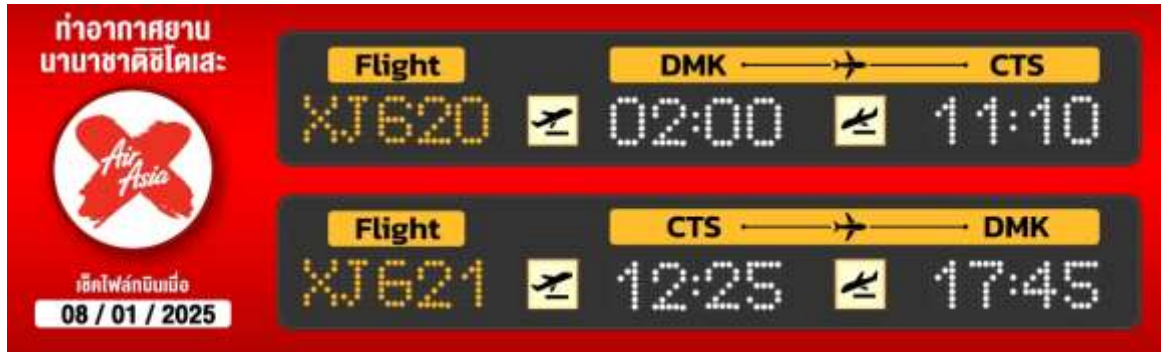 ท่าอากาศยาน
นานาชาติชิโตเสะ
Air
Asia
เช็คไฟล์ทบินเมื่อ
08 / 01 / 2025
Flight DMK CTS
XJ620 02:00 11:10
Flight CTS DMK
XJ621 12:25 17:45